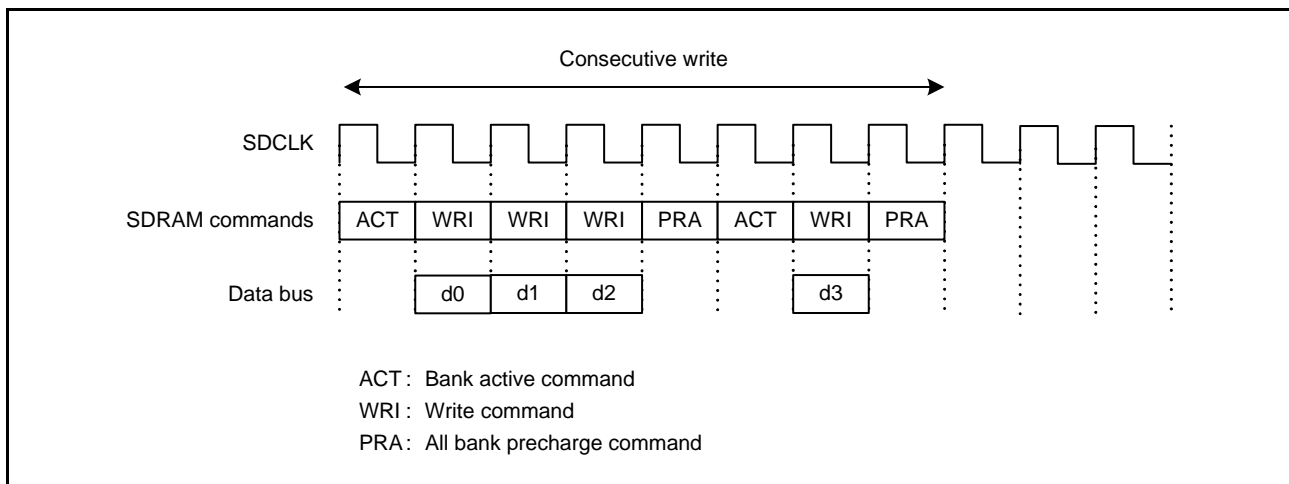 Consecutive write
SDCLK
SDRAM commands ACT WRI WRI WRI PRA ACT WRI PRA
Data bus d0 d1 d2 d3
ACT : Bank active command
WRI : Write command
PRA : All bank precharge command